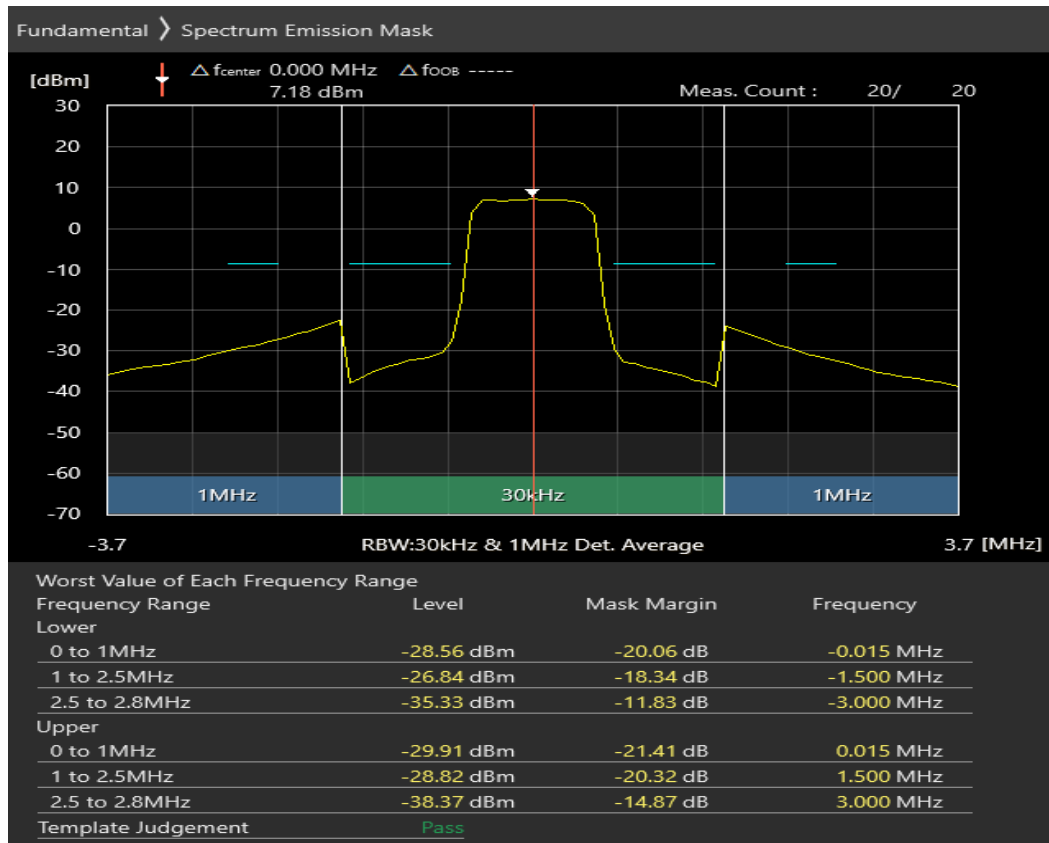 Fundamental ❭ Spectrum Emission Mask
[dBm] △ fcenter 0.000 MHz △ fOOB -----
7.18 dBm Meas. Count : 20/ 20
30
20
10
0
-10
-20
-30
-40
-50
-60
1MHz 30kHz 1MHz
-70
-3.7 RBW:30kHz & 1MHz Det. Average 3.7 [MHz]
Worst Value of Each Frequency Range
Frequency Range Level Mask Margin Frequency
Lower
0 to 1MHz -28.56 dBm -20.06 dB -0.015 MHz
1 to 2.5MHz -26.84 dBm -18.34 dB -1.500 MHz
2.5 to 2.8MHz -35.33 dBm -11.83 dB -3.000 MHz
Upper
0 to 1MHz -29.91 dBm -21.41 dB 0.015 MHz
1 to 2.5MHz -28.82 dBm -20.32 dB 1.500 MHz
2.5 to 2.8MHz -38.37 dBm -14.87 dB 3.000 MHz
Template Judgement Pass